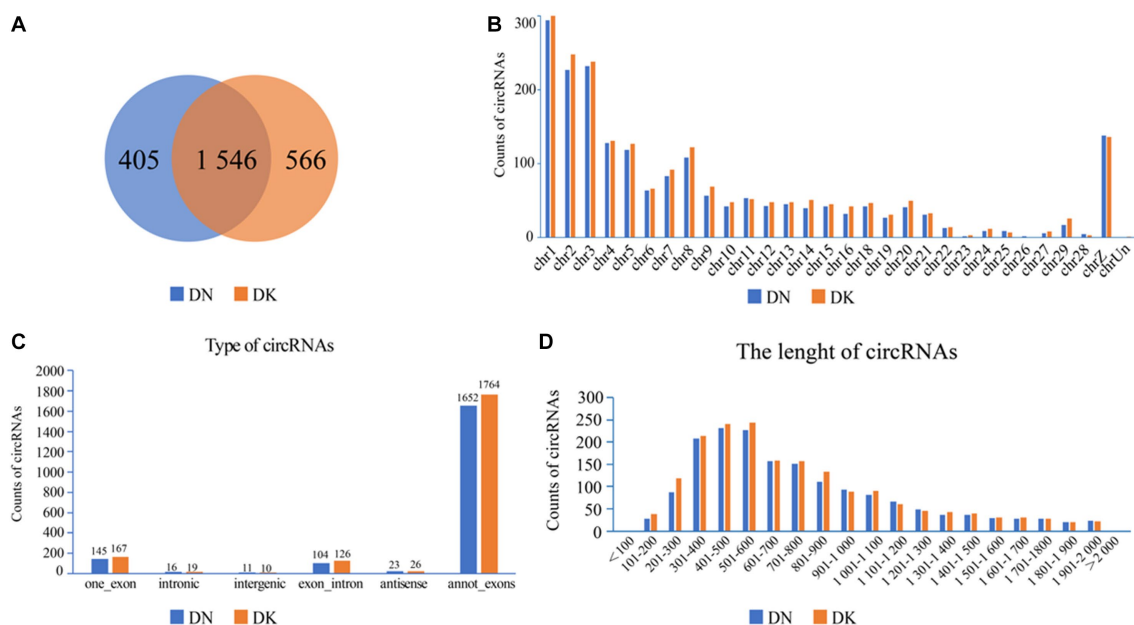 A
405
1 546
566
DN
DK
B
Counts of circRNAs
300
200
100
0
chr1
chr2
chr3
chr4
chr5
chr6
chr7
chr8
chr9
chr10
chr11
chr12
chr13
chr14
chr15
chr16
chr18
chr19
chr20
chr21
chr22
chr23
chr24
chr25
chr26
chr27
chr29
chr28
chrZ
chrUn
DN
DK
C
Type of circRNAs
Counts of circRNAs
2000
1800
1600
1400
1200
1000
800
600
400
200
0
145
167
16
19
11
10
104
126
23
26
1652
1764
one_exon
intronic
intergenic
exon_intron
antisense
annot_exons
DN
DK
D
The lenght of circRNAs
Counts of circRNAs
300
250
200
150
100
50
0
<100
101-200
201-300
301-400
401-500
501-600
601-700
701-800
801-900
901-1 000
1 001-1 100
1 101-1 200
1 201-1 300
1 301-1 400
1 401-1 500
1 501-1 600
1 601-1 700
1 701-1800
1 801-1 900
1 901-2 000
>2 000
DN
DK